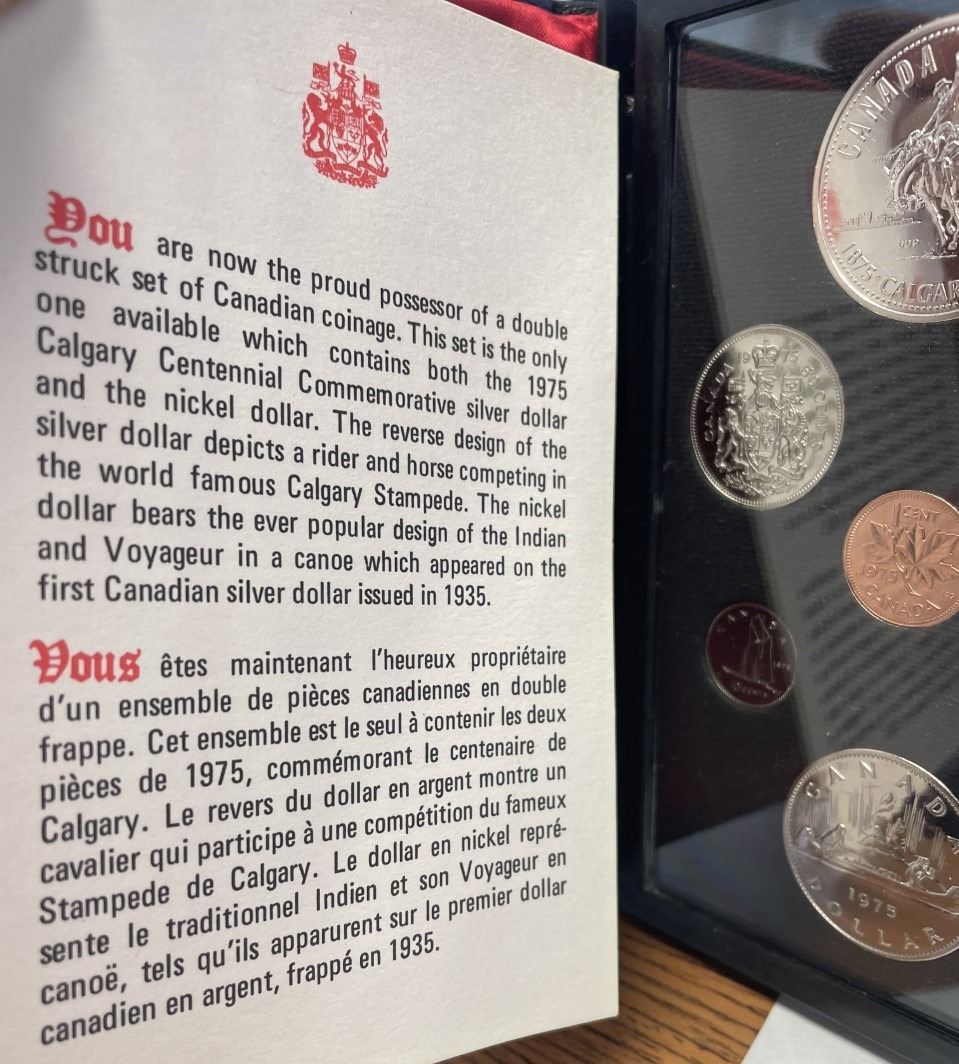 You are now the proud possessor of a double
struck set of Canadian coinage. This set is the only
one available which contains both the 1975
Calgary Centennial Commemorative silver dollar
and the nickel dollar. The reverse design of the
silver dollar depicts a rider and horse competing in
the world famous Calgary Stampede. The nickel
dollar bears the ever popular design of the Indian
and Voyageur in a canoe which appeared on the
first Canadian silver dollar issued in 1935.
Vous êtes maintenant l'heureux propriétaire
d'un ensemble de pièces canadiennes en double
frappe. Cet ensemble est le seul à contenir les deux
pièces de 1975, commémorant le centenaire de
Calgary. Le revers du dollar en argent montre un
cavalier qui participe à une compétition du fameux
Stampede de Calgary. Le dollar en nickel repré-
sente le traditionnel Indien et son Voyageur en
canoë, tels qu'ils apparurent sur le premier dollar
canadien en argent, frappé en 1935.
CANADA
1875 · CALGAR
CANADA 1975 50 CENTS
1 CENT
1975
CANADA
CANADA
CANADA
1975
DOLLAR